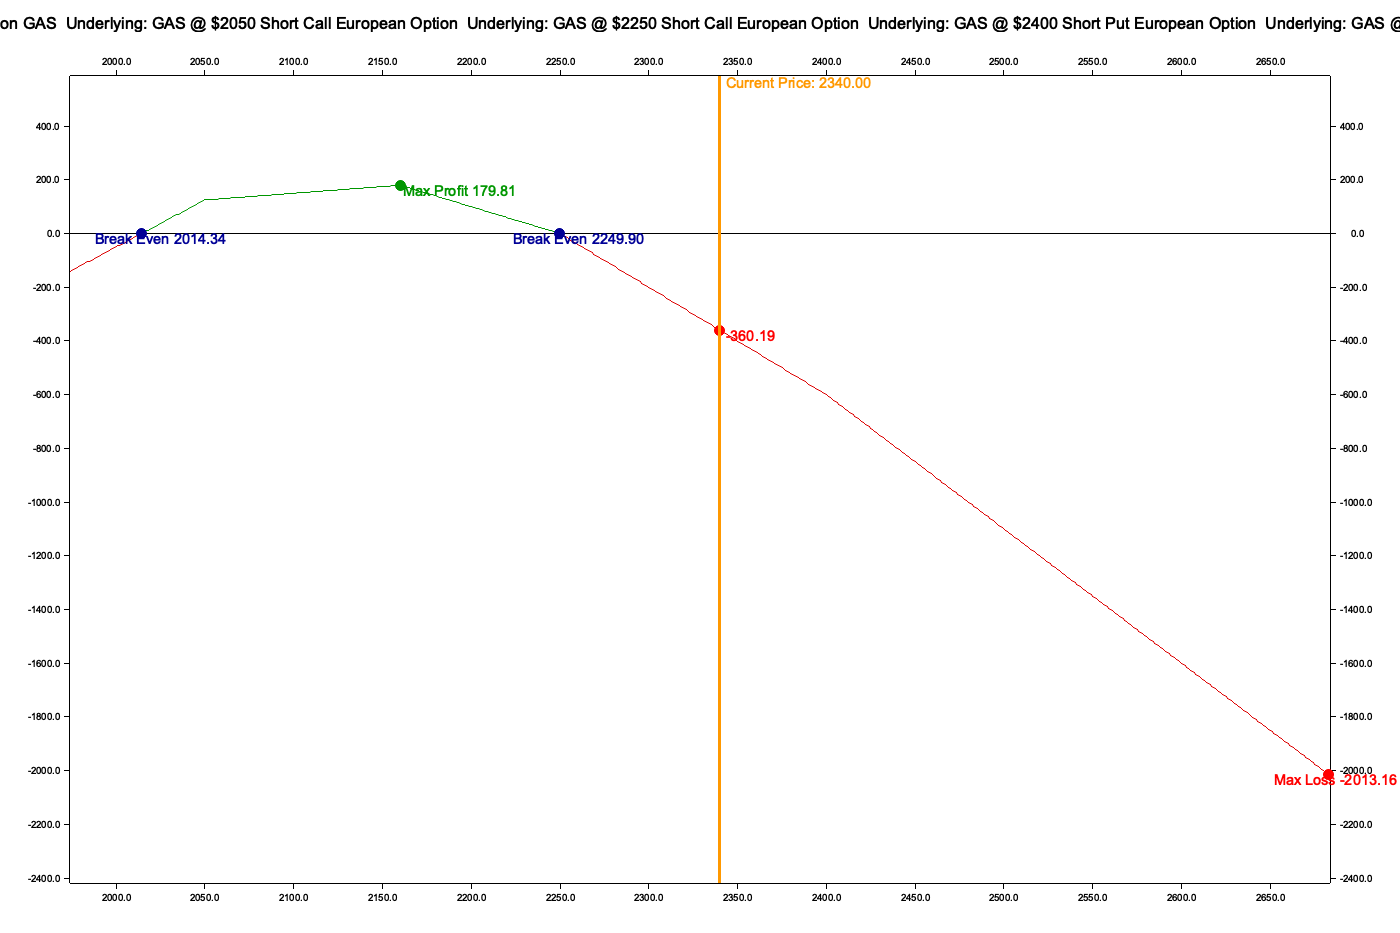 on GAS  Underlying: GAS @ $2050 Short Call European Option  Underlying: GAS @ $2250 Short Call European Option  Underlying: GAS @ $2400 Short Put European Option  Underlying: GAS @
2000.0 2050.0 2100.0 2150.0 2200.0 2250.0 2300.0 2350.0 2400.0 2450.0 2500.0 2550.0 2600.0 2650.0
Current Price: 2340.00
400.0 400.0
200.0 200.0
Max Profit 179.81
0.0 0.0
Break Even 2014.34 Break Even 2249.90
-200.0 -200.0
-360.19
-400.0 -400.0
-600.0 -600.0
-800.0 -800.0
-1000.0 -1000.0
-1200.0 -1200.0
-1400.0 -1400.0
-1600.0 -1600.0
-1800.0 -1800.0
-2000.0 -2000.0
Max Loss -2013.16
-2200.0 -2200.0
-2400.0 -2400.0
2000.0 2050.0 2100.0 2150.0 2200.0 2250.0 2300.0 2350.0 2400.0 2450.0 2500.0 2550.0 2600.0 2650.0